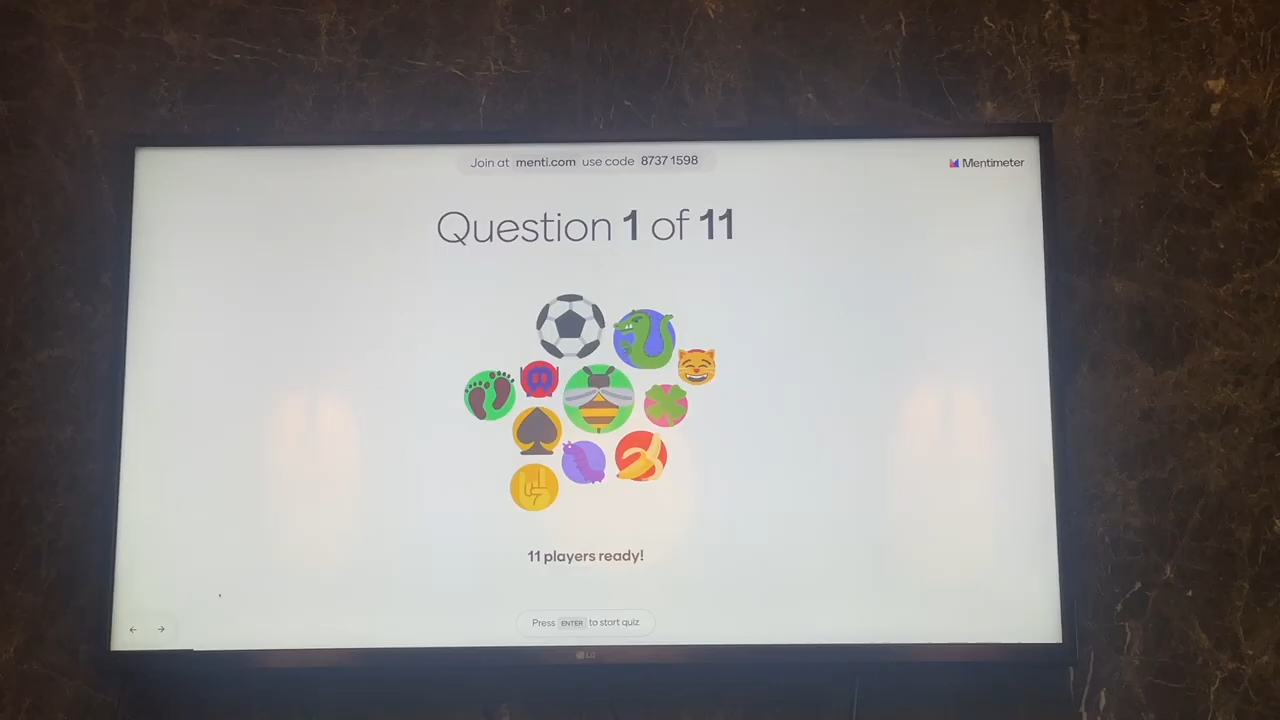 Join at menti.com use code 8737 1598
Mentimeter
Question 1 of 11
11 players ready!
Press ENTER to start quiz
LG